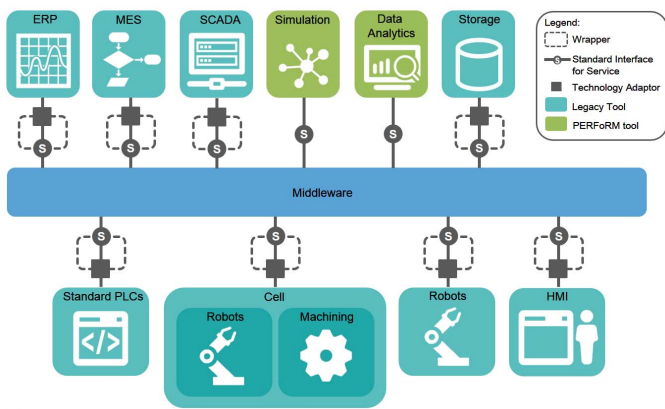 ERP
MES
SCADA
Simulation
Data
Analytics
Storage
Legend:
Wrapper
S
Standard Interface
for Service
Technology Adaptor
Legacy Tool
PERFoRM tool
S
S
S
S
S
S
Middleware
S
S
S
S
Standard PLCs
Cell
Robots
HMI
Robots
Machining
</>